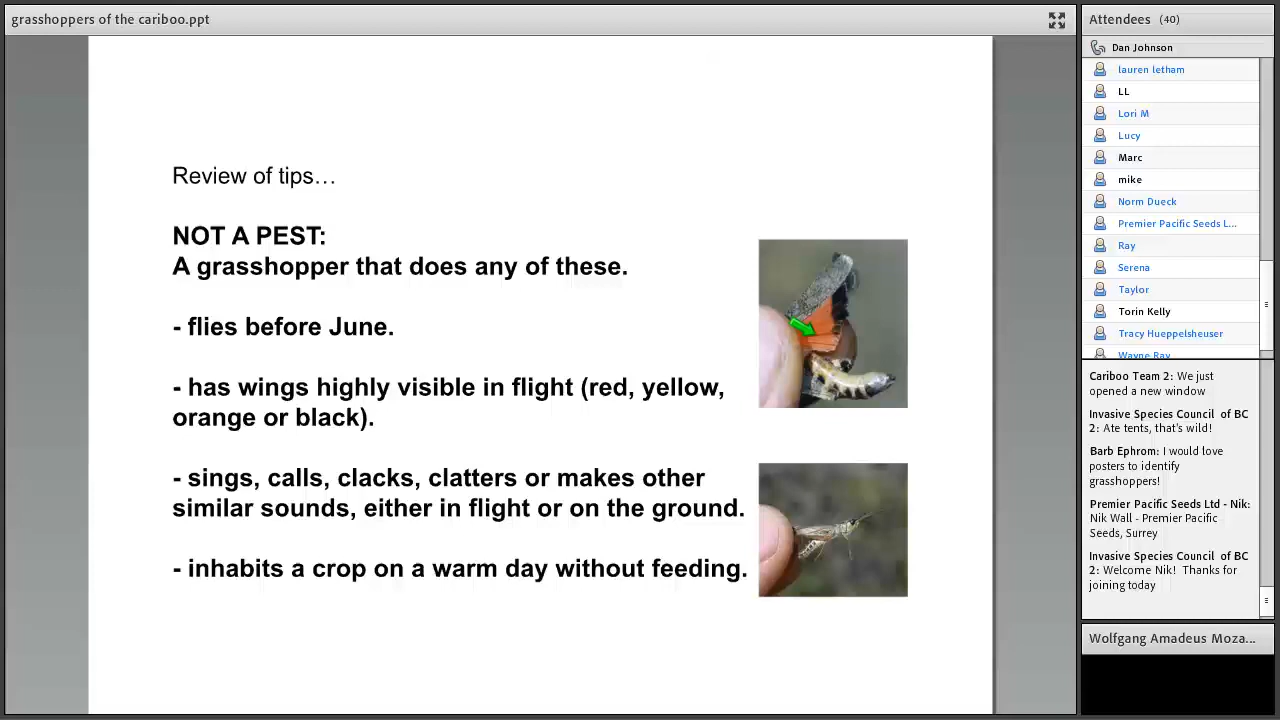 grasshoppers of the cariboo.ppt
Review of tips…
NOT A PEST:
A grasshopper that does any of these.
- flies before June.
- has wings highly visible in flight (red, yellow,
orange or black).
- sings, calls, clacks, clatters or makes other
similar sounds, either in flight or on the ground.
- inhabits a crop on a warm day without feeding.
Attendees (40)
Dan Johnson
lauren letham
LL
Lori M
Lucy
Marc
mike
Norm Dueck
Premier Pacific Seeds L...
Ray
Serena
Taylor
Torin Kelly
Tracy Hueppelsheuser
Wayne Ray
Cariboo Team 2: We just
opened a new window
Invasive Species Council of BC
2: Ate tents, that's wild!
Barb Ephrom: I would love
posters to identify
grasshoppers!
Premier Pacific Seeds Ltd - Nik:
Nik Wall - Premier Pacific
Seeds, Surrey
Invasive Species Council of BC
2: Welcome Nik! Thanks for
joining today
Wolfgang Amadeus Moza...